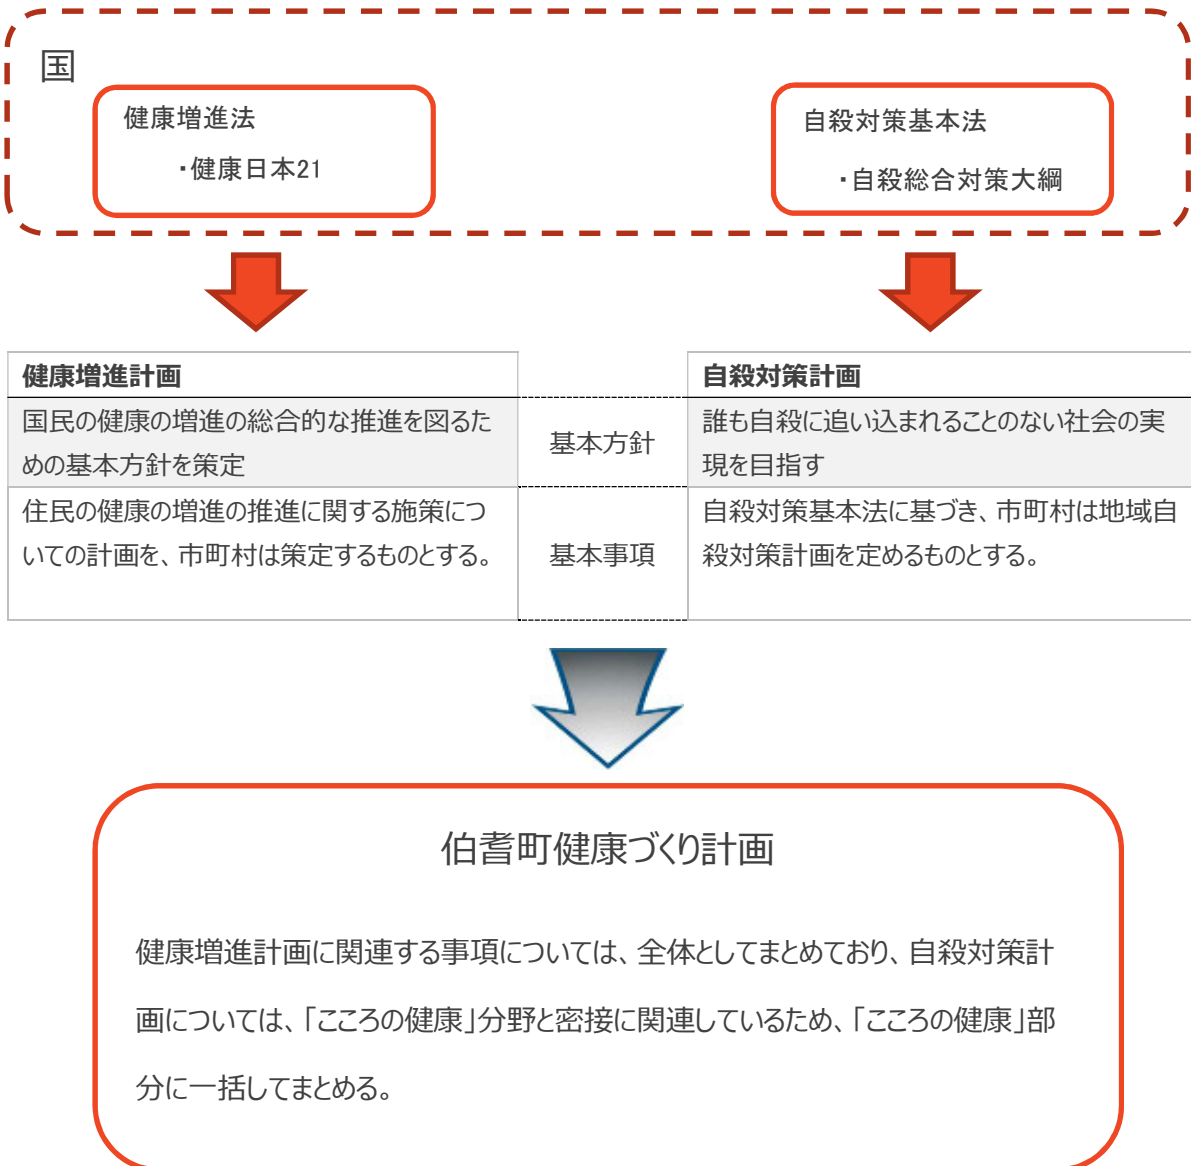 国
健康増進法
・健康日本21
自殺対策基本法
・自殺総合対策大綱
健康増進計画
自殺対策計画
国民の健康の増進の総合的な推進を図るた
めの基本方針を策定
基本方針
誰も自殺に追い込まれることのない社会の実
現を目指す
住民の健康の増進の推進に関する施策につ
いての計画を、市町村は策定するものとする。
基本事項
自殺対策基本法に基づき、市町村は地域自
殺対策計画を定めるものとする。
伯耆町健康づくり計画
健康増進計画に関連する事項については、全体としてまとめており、自殺対策計
画については、「こころの健康」分野と密接に関連しているため、「こころの健康」部
分に一括してまとめる。